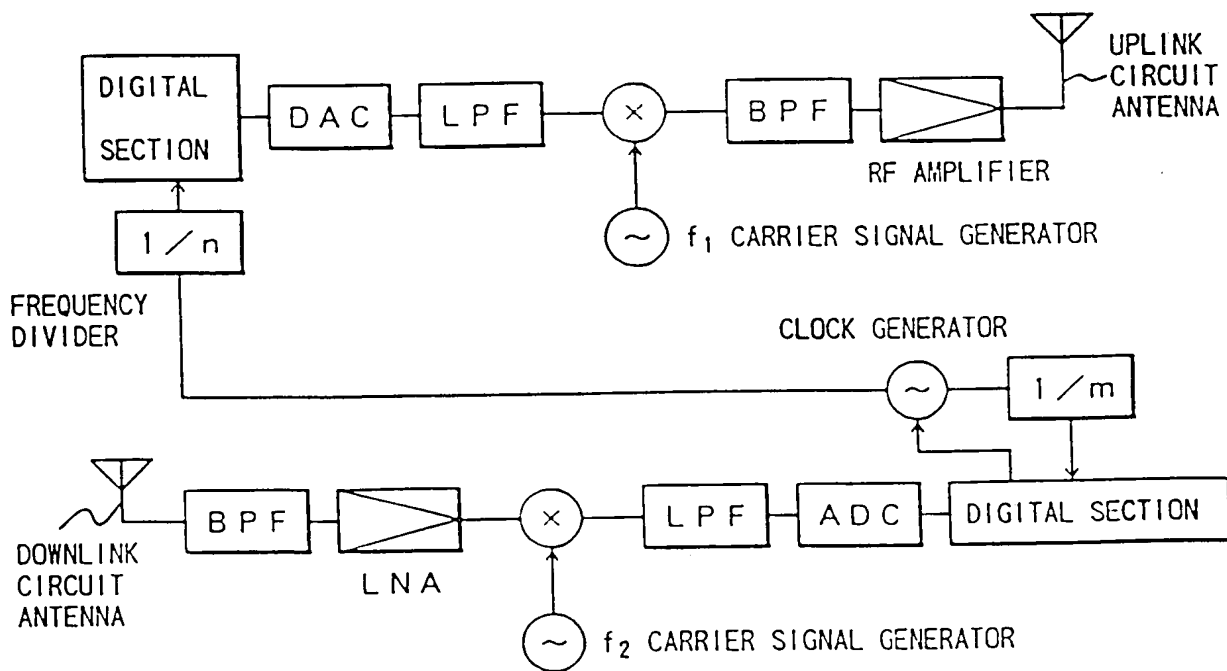 DIGITAL
SECTION
DAC
LPF
×
BPF
UPLINK
CIRCUIT
ANTENNA
RF AMPLIFIER
1/n
~
f₁ CARRIER SIGNAL GENERATOR
FREQUENCY
DIVIDER
CLOCK GENERATOR
~
1/m
BPF
×
LPF
ADC
DIGITAL SECTION
DOWNLINK
CIRCUIT
ANTENNA
LNA
~
f₂ CARRIER SIGNAL GENERATOR